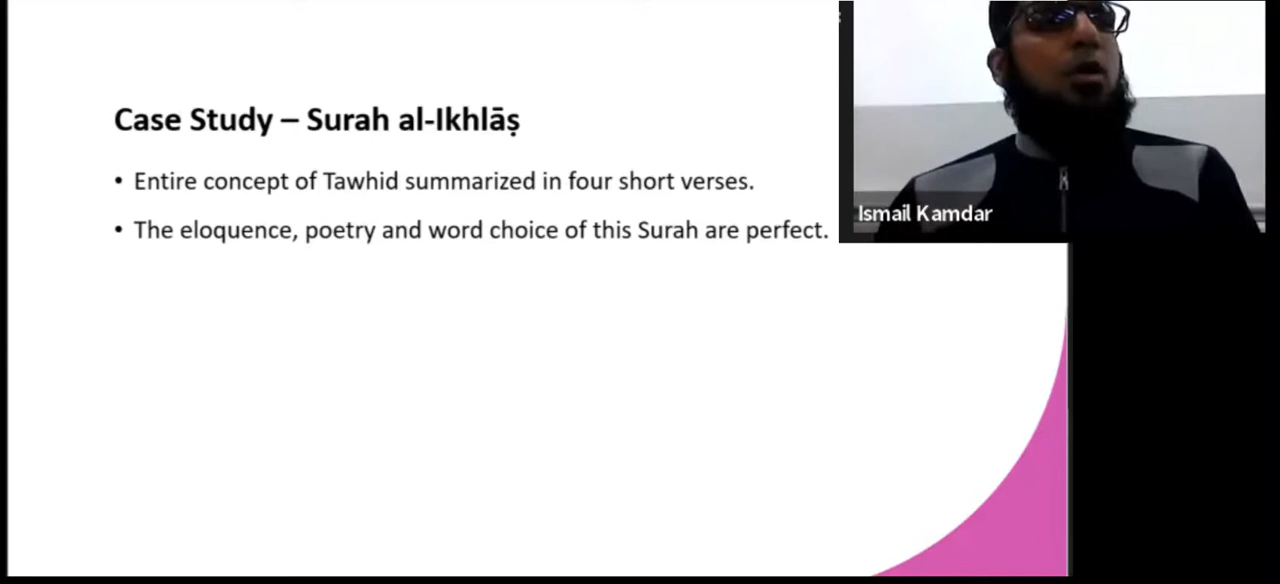 Case Study – Surah al-Ikhlāṣ
• Entire concept of Tawhid summarized in four short verses.
• The eloquence, poetry and word choice of this Surah are perfect.
Ismail Kamdar